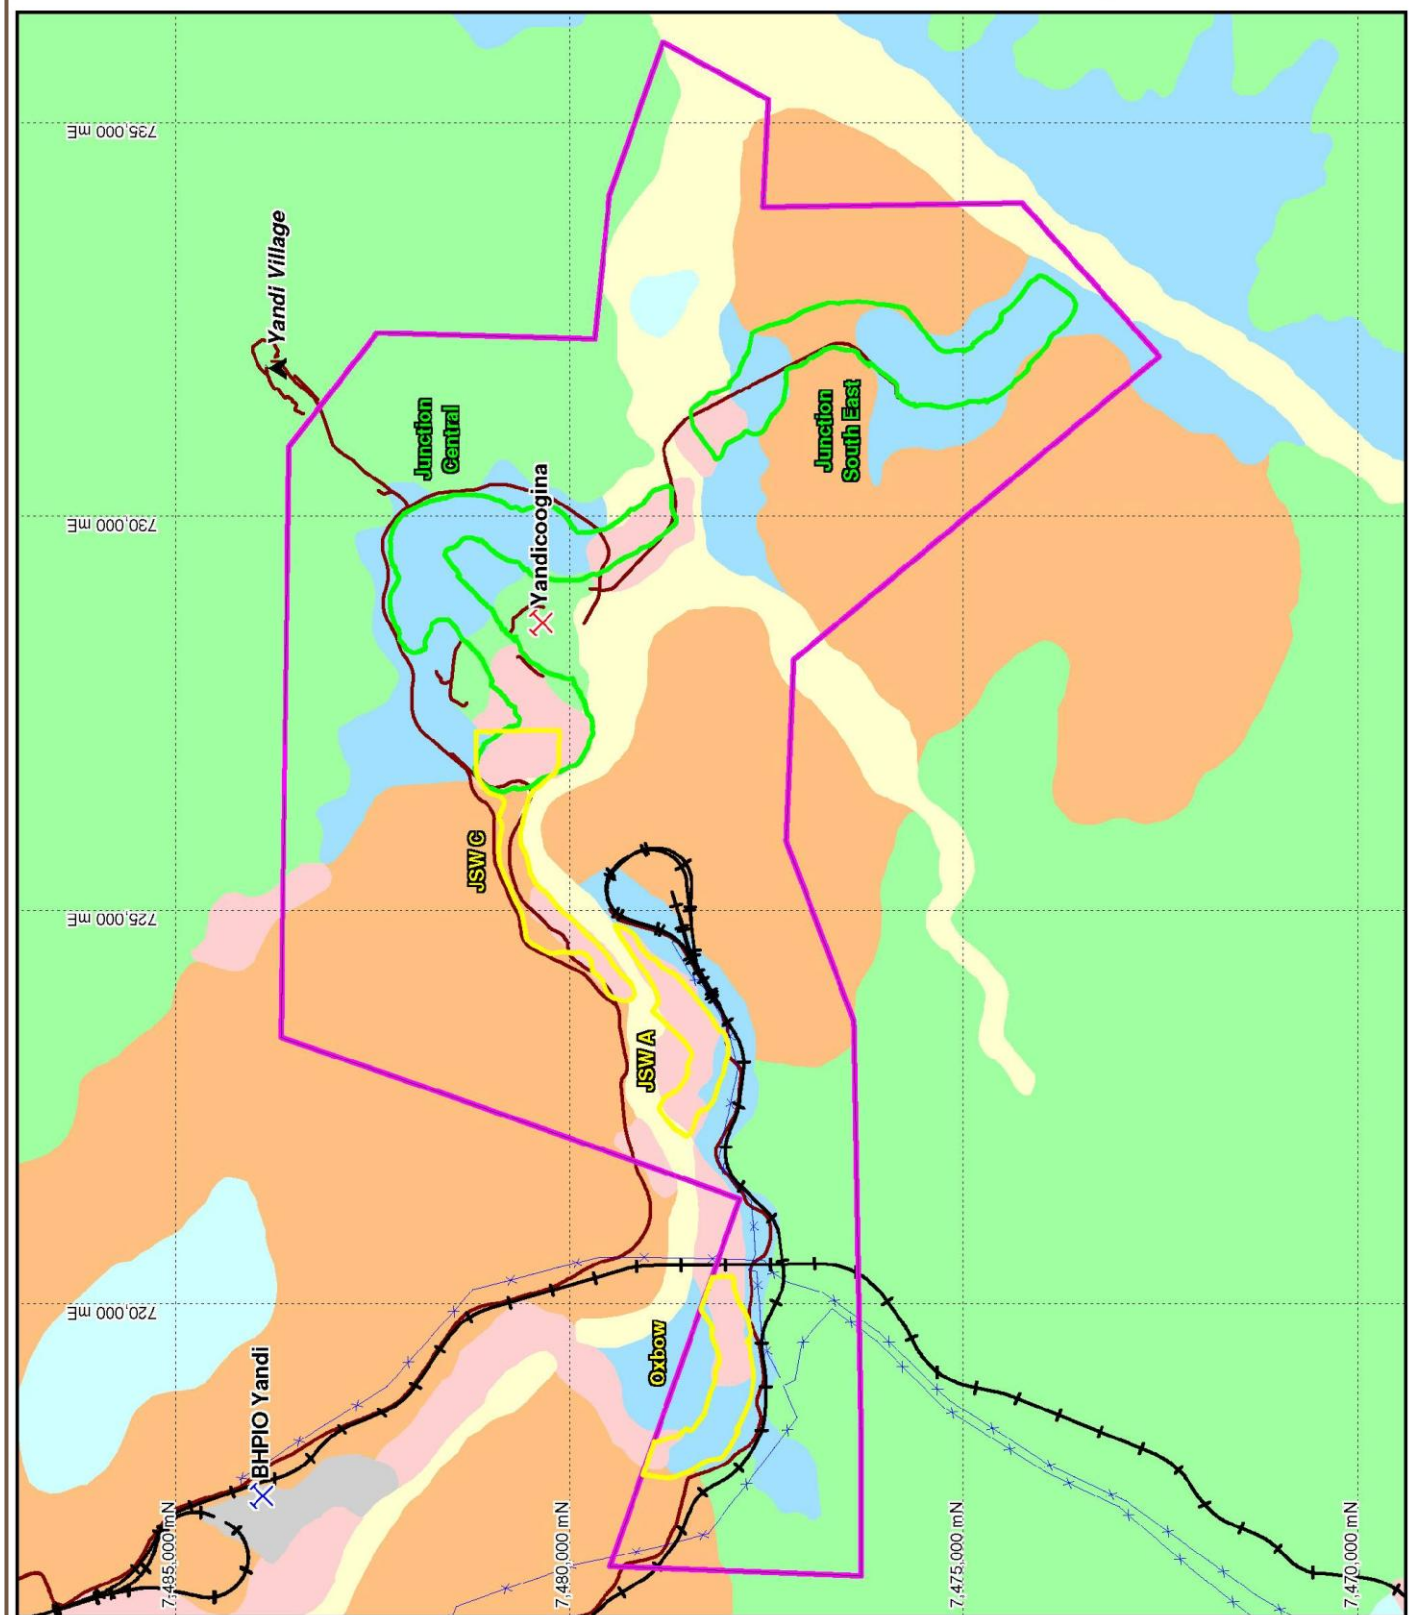 735,000 mE
Yandi Village
Junction
Central
Junction
South East
730,000 mE
Yandicoogina
JSW C
725,000 mE
JSW A
720,000 mE
Oxbow
BHPIO Yandi
7,485,000 mN
7,480,000 mN
7,475,000 mN
7,470,000 mN